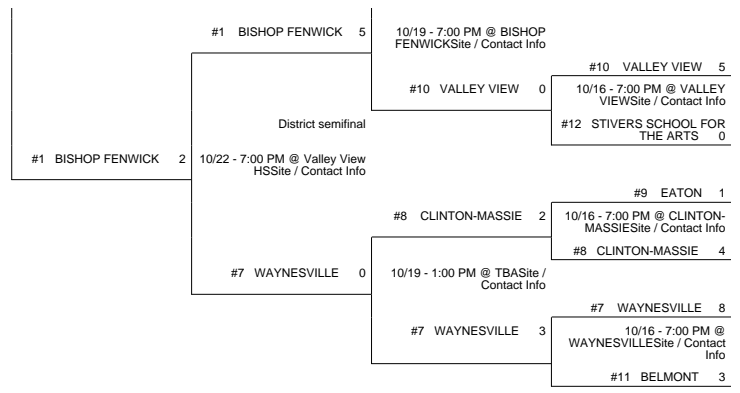 #1 BISHOP FENWICK 5
10/19 - 7:00 PM @ BISHOP
FENWICKSite / Contact Info
#10 VALLEY VIEW 5
#10 VALLEY VIEW 0
10/16 - 7:00 PM @ VALLEY
VIEWSite / Contact Info
#12 STIVERS SCHOOL FOR
THE ARTS 0
District semifinal
#1 BISHOP FENWICK 2
10/22 - 7:00 PM @ Valley View
HSSite / Contact Info
#9 EATON 1
#8 CLINTON-MASSIE 2
10/16 - 7:00 PM @ CLINTON-
MASSIESite / Contact Info
#8 CLINTON-MASSIE 4
#7 WAYNESVILLE 0
10/19 - 1:00 PM @ TBASite /
Contact Info
#7 WAYNESVILLE 8
#7 WAYNESVILLE 3
10/16 - 7:00 PM @
WAYNESVILLESite / Contact
Info
#11 BELMONT 3